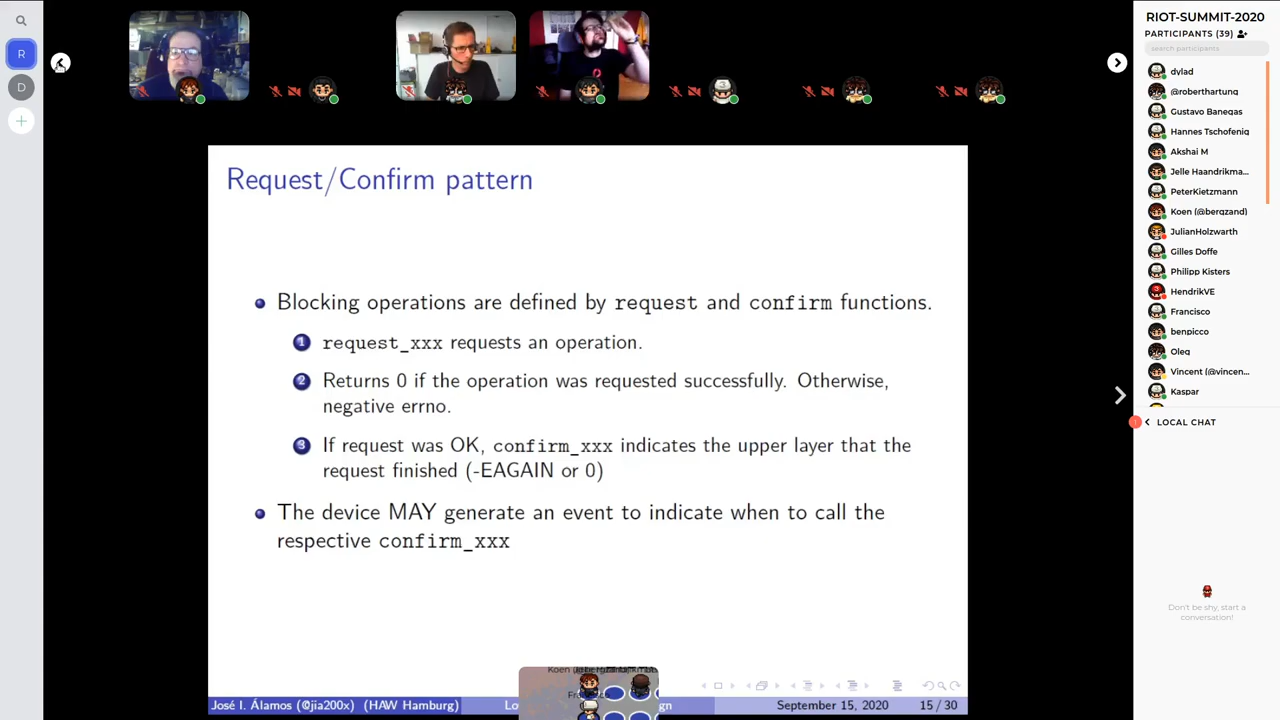 R
D
RIOT-SUMMIT-2020
PARTICIPANTS (39)
search participants
dylad
@roberthartung
Gustavo Banegas
Hannes Tschofenig
Akshai M
Jelle Haandrikma...
PeterKietzmann
Koen (@bergzand)
JulianHolzwarth
Gilles Doffe
Philipp Kisters
HendrikVE
Francisco
benpicco
Oleg
Vincent (@vincen...
Kaspar
LOCAL CHAT
Don't be shy, start a
conversation!
Request/Confirm pattern
Blocking operations are defined by request and confirm functions.
1 request_xxx requests an operation.
2 Returns 0 if the operation was requested successfully. Otherwise,
negative errno.
3 If request was OK, confirm_xxx indicates the upper layer that the
request finished (-EAGAIN or 0)
The device MAY generate an event to indicate when to call the
respective confirm_xxx
José I. Álamos (@jia200x) (HAW Hamburg)
September 15, 2020
15 / 30